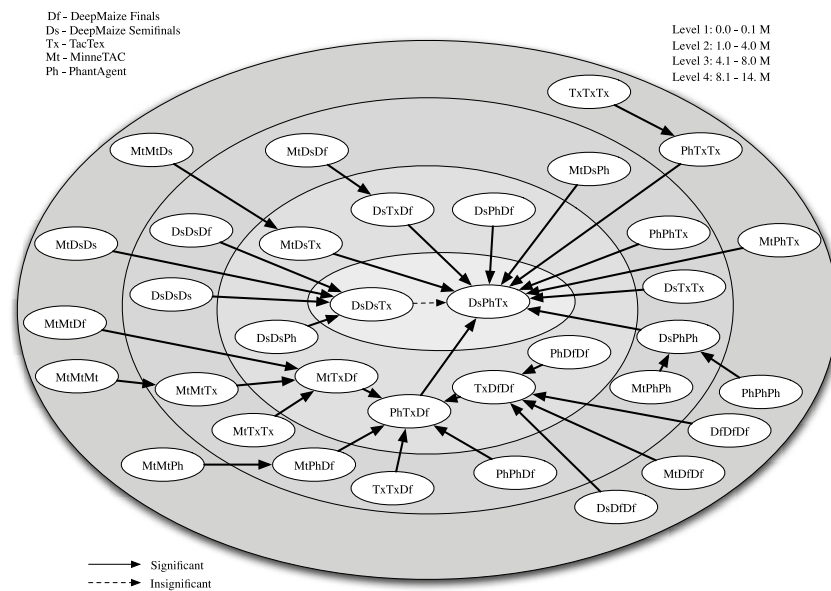 Df - DeepMaize Finals
Ds - DeepMaize Semifinals
Tx - TacTex
Mt - MinneTAC
Ph - PhantAgent
Level 1: 0.0 - 0.1 M
Level 2: 1.0 - 4.0 M
Level 3: 4.1 - 8.0 M
Level 4: 8.1 - 14. M
TxTxTx
MtMtDs
MtDsDf
PhTxTx
MtDsPh
DsTxDf
DsPhDf
DsDsDf
MtDsTx
PhPhTx
MtDsDs
MtPhTx
DsDsDs
DsDsTx
DsPhTx
DsTxTx
MtMtDf
DsDsPh
DsPhPh
PhDfDf
MtMtMt
MtMtTx
MtTxDf
TxDfDf
MtPhPh
PhPhPh
PhTxDf
MtTxTx
DfDfDf
MtMtPh
MtPhDf
PhPhDf
MtDfDf
TxTxDf
DsDfDf
Significant
Insignificant